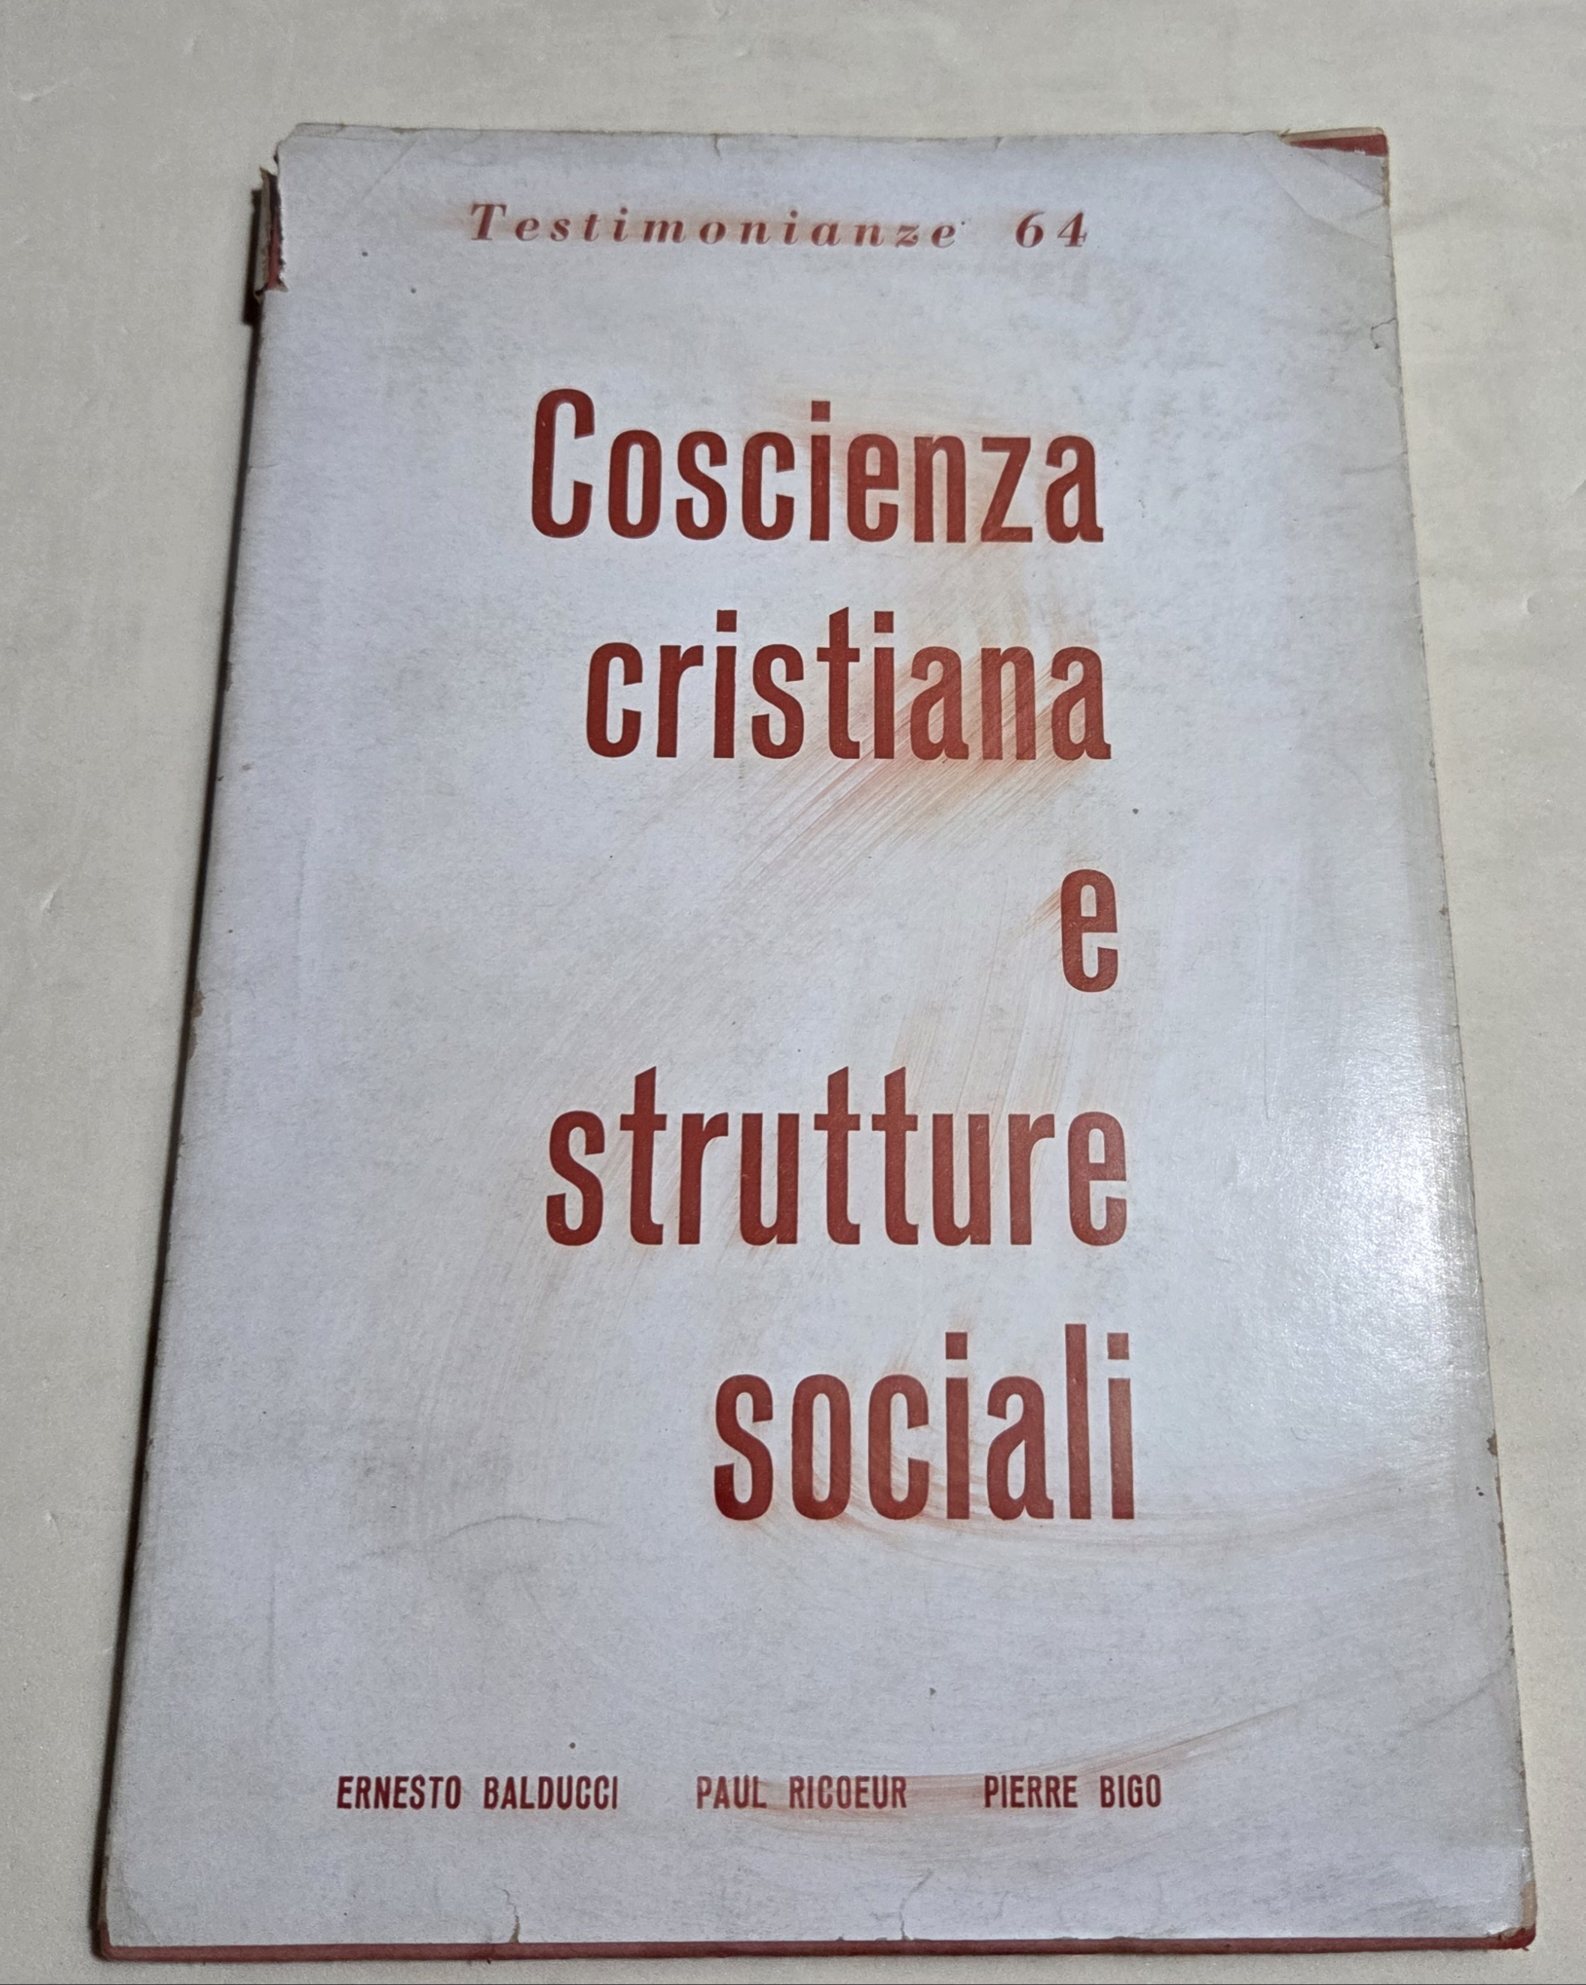 Testimonianze 64
Coscienza
cristiana
e
strutture
sociali
ERNESTO BALDUCCI PAUL RICOEUR PIERRE BIGO